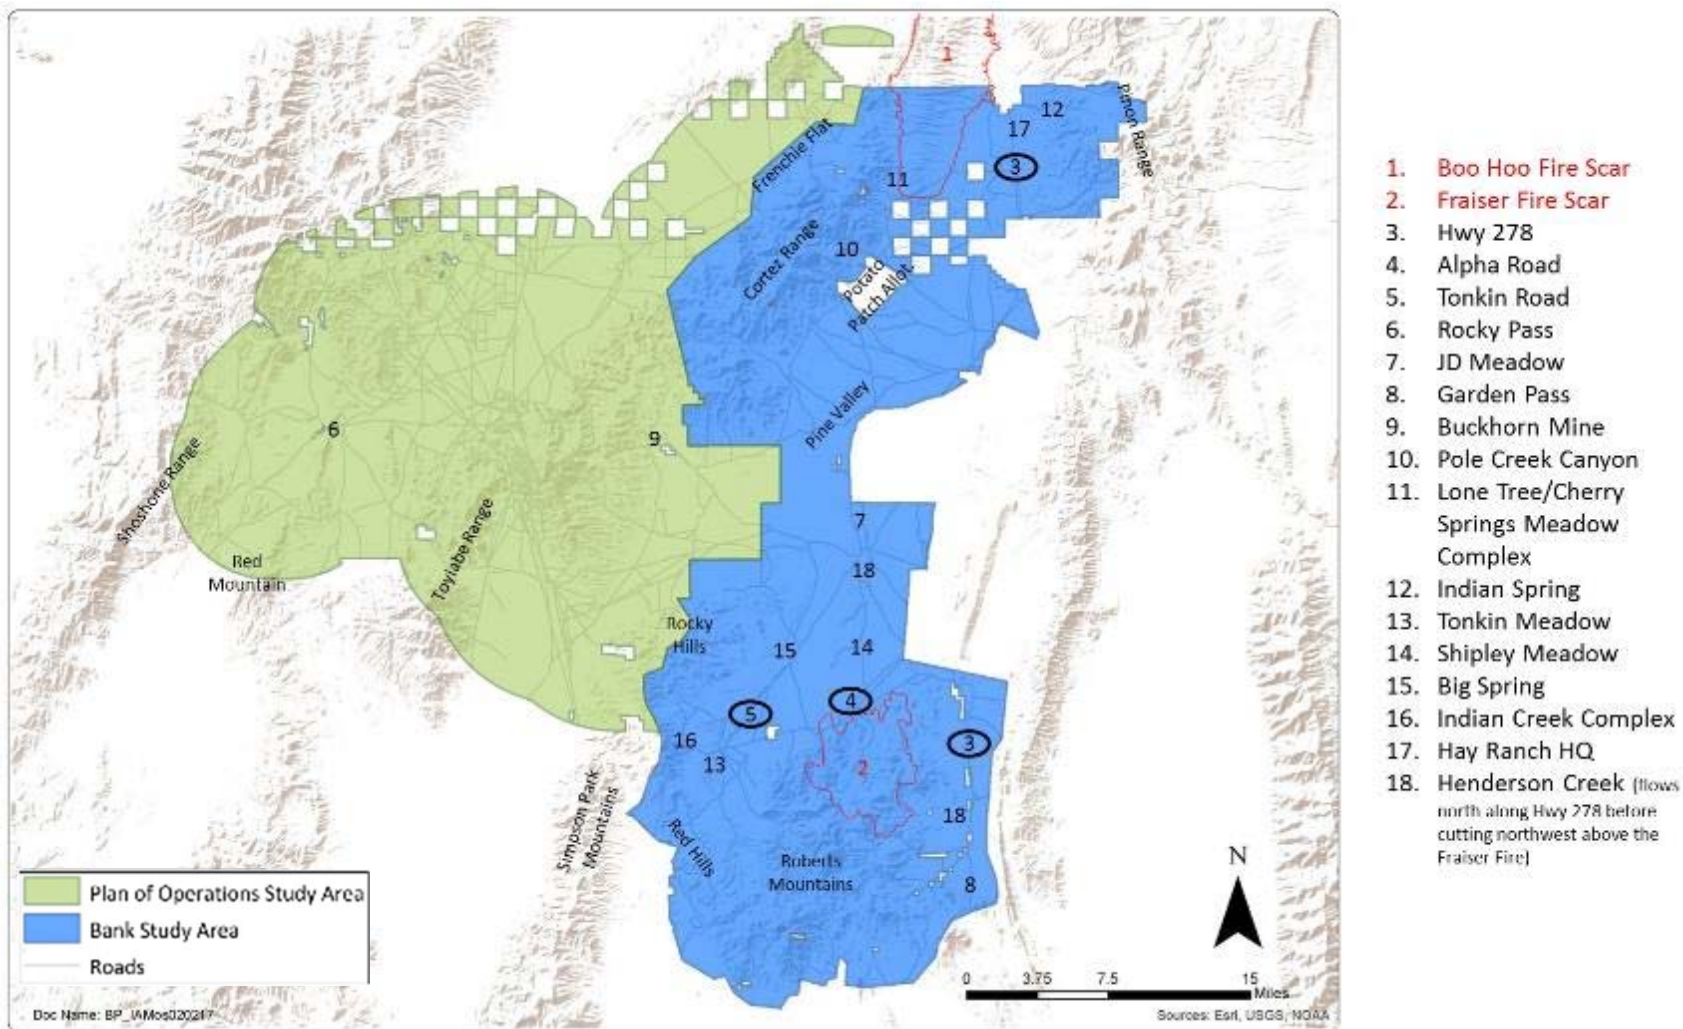 1
12
17
3
Pinon Range
Frenchie Flat
11
10
Cortez Range
Potato
Patch Allot.
6
9
Pine Valley
Shoshone Range
Toyiabe Range
Red
Mountain
7
18
Rocky
Hills
15
14
4
5
3
16
13
2
18
Simpson Park
Mountains
Red Hills
Roberts
Mountains
8
Plan of Operations Study Area
Bank Study Area
Roads
N
0 3.75 7.5 15
Miles
Sources: Esri, USGS, NOAA
1. Boo Hoo Fire Scar
2. Fraiser Fire Scar
3. Hwy 278
4. Alpha Road
5. Tonkin Road
6. Rocky Pass
7. JD Meadow
8. Garden Pass
9. Buckhorn Mine
10. Pole Creek Canyon
11. Lone Tree/Cherry
Springs Meadow
Complex
12. Indian Spring
13. Tonkin Meadow
14. Shipley Meadow
15. Big Spring
16. Indian Creek Complex
17. Hay Ranch HQ
18. Henderson Creek (flows
north along Hwy 278 before
cutting northwest above the
Fraiser Fire)